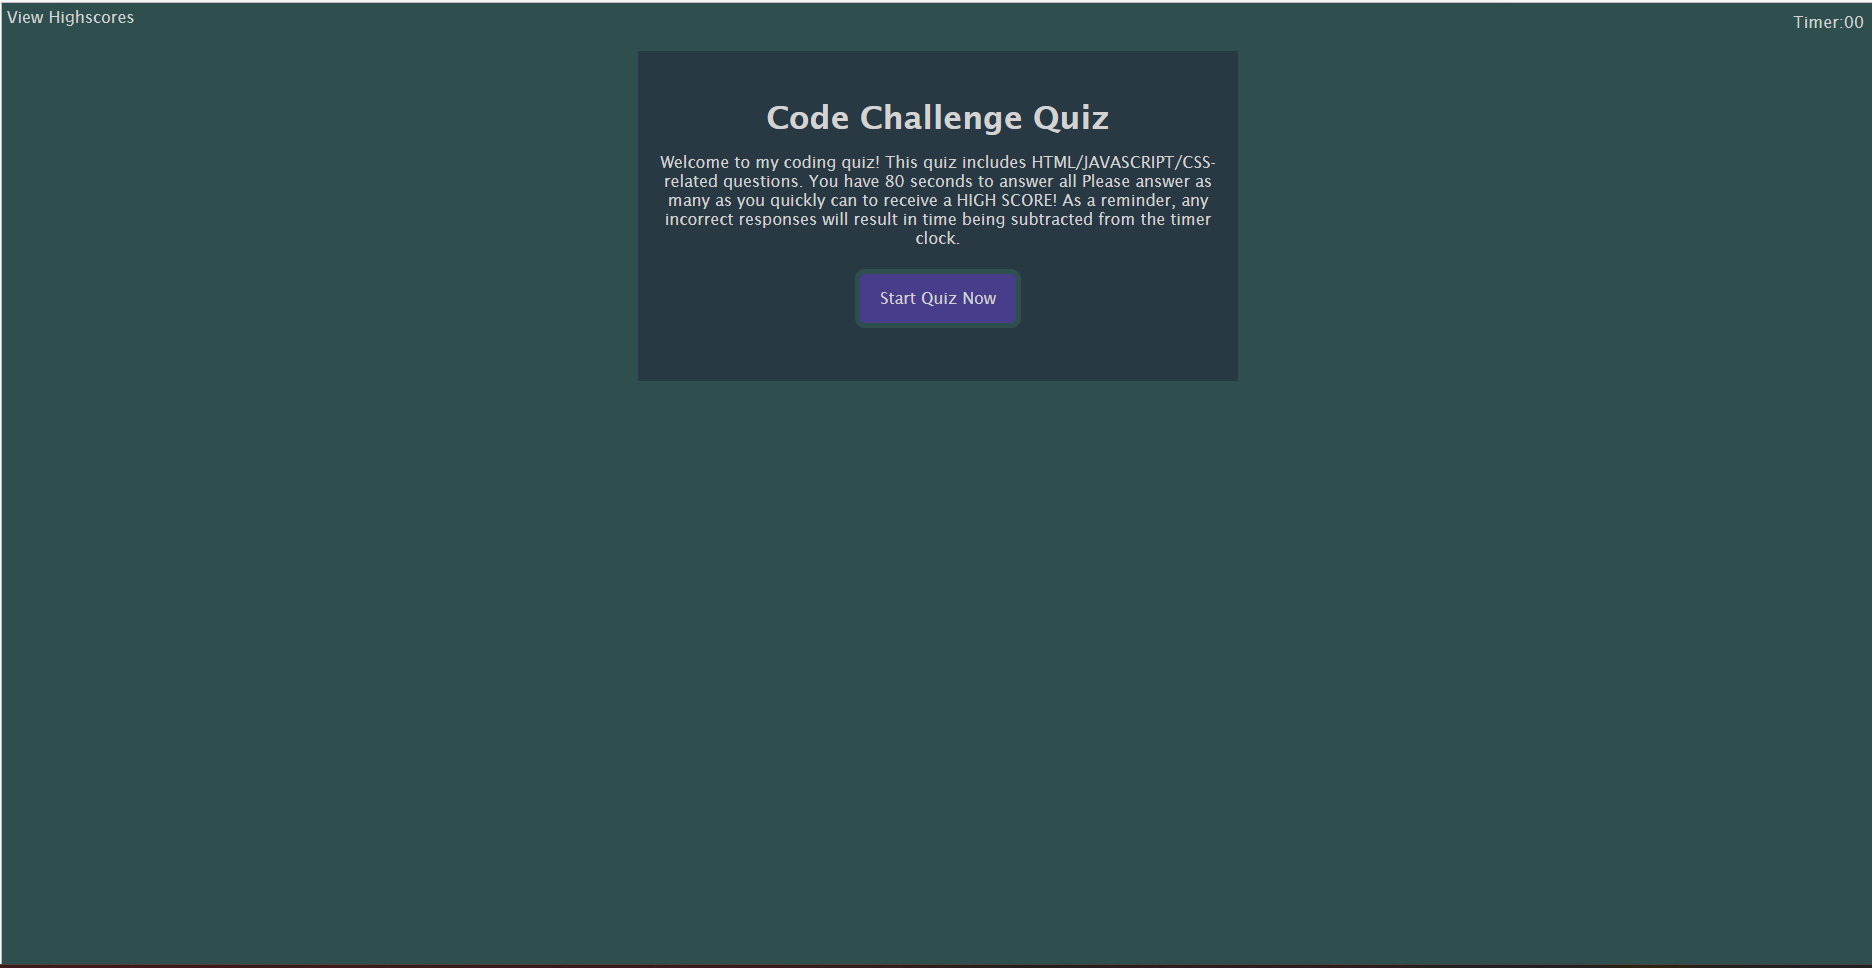 View Highscores
Timer:00
Code Challenge Quiz
Welcome to my coding quiz! This quiz includes HTML/JAVASCRIPT/CSS-
related questions. You have 80 seconds to answer all Please answer as
many as you quickly can to receive a HIGH SCORE! As a reminder, any
incorrect responses will result in time being subtracted from the timer
clock.
Start Quiz Now